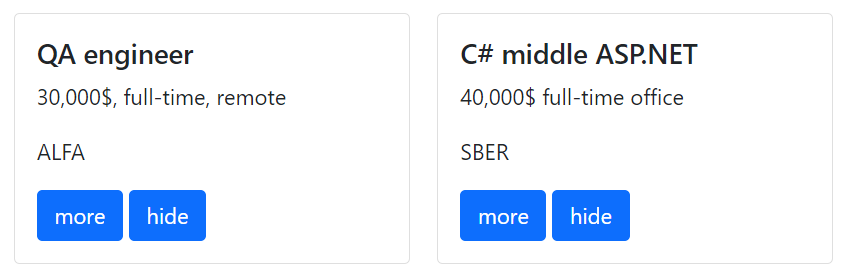 QA engineer
30,000$, full-time, remote
ALFA
more hide
C# middle ASP.NET
40,000$ full-time office
SBER
more hide